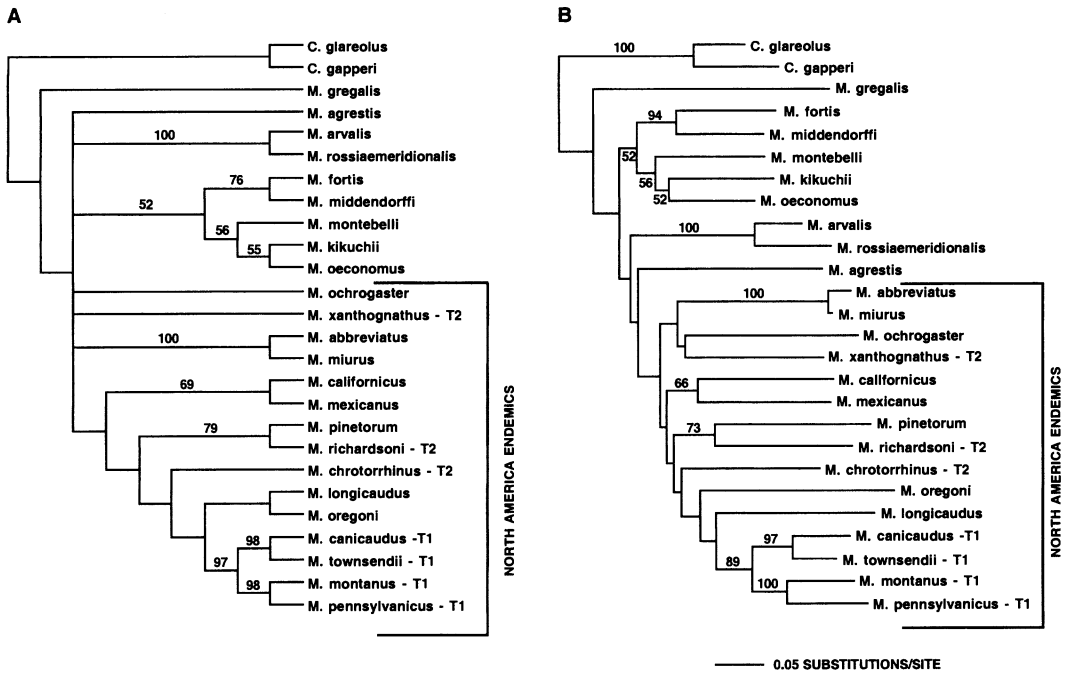 A
C. glareolus
C. gapperi
M. gregalis
M. agrestis
100
M. arvalis
M. rossiaemeridionalis
76
M. fortis
M. middendorffi
52
56
M. montebelli
55
M. kikuchii
M. oeconomus
M. ochrogaster
M. xanthognathus - T2
100
M. abbreviatus
M. miurus
69
M. californicus
M. mexicanus
79
M. pinetorum
M. richardsoni - T2
M. chrotorrhinus - T2
M. longicaudus
M. oregoni
97
98
M. canicaudus -T1
M. townsendii - T1
98
M. montanus - T1
M. pennsylvanicus - T1
NORTH AMERICA ENDEMICS
B
100
C. glareolus
C. gapperi
M. gregalis
94
M. fortis
M. middendorffi
52
M. montebelli
56
M. kikuchii
52
M. oeconomus
100
M. arvalis
M. rossiaemeridionalis
M. agrestis
100
M. abbreviatus
M. miurus
M. ochrogaster
M. xanthognathus - T2
66
M. californicus
M. mexicanus
73
M. pinetorum
M. richardsoni - T2
M. chrotorrhinus - T2
M. oregoni
M. longicaudus
89
97
M. canicaudus -T1
M. townsendii - T1
100
M. montanus - T1
M. pennsylvanicus - T1
NORTH AMERICA ENDEMICS
0.05 SUBSTITUTIONS/SITE